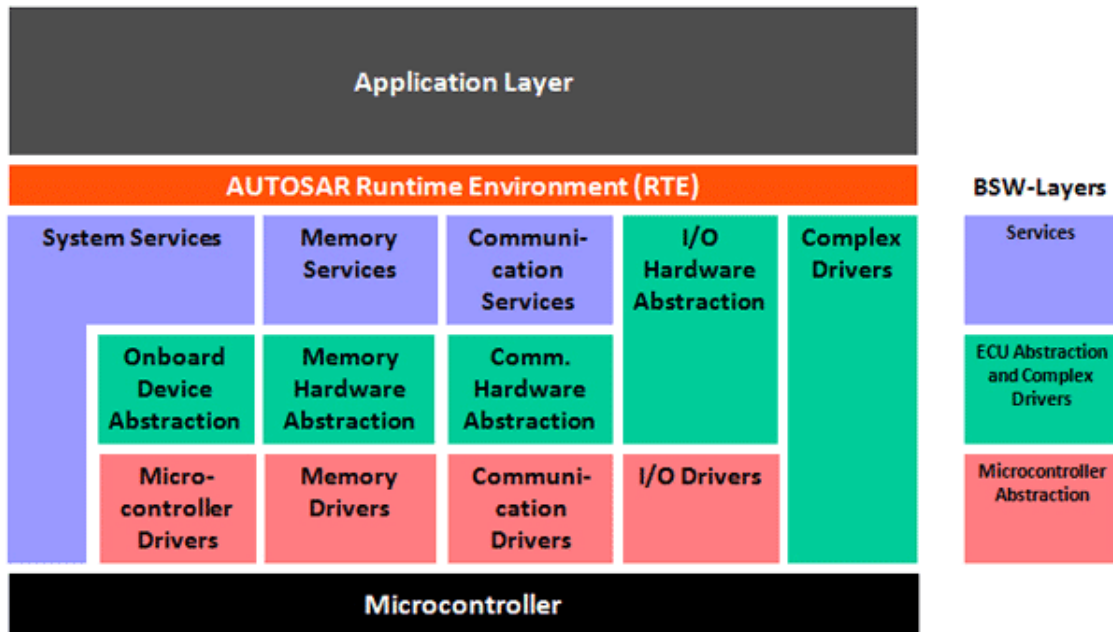 Application Layer
AUTOSAR Runtime Environment (RTE)
BSW-Layers
System Services
Memory
Services
Communi-
cation
Services
I/O
Hardware
Abstraction
Complex
Drivers
Services
Onboard
Device
Abstraction
Memory
Hardware
Abstraction
Comm.
Hardware
Abstraction
ECU Abstraction
and Complex
Drivers
Micro-
controller
Drivers
Memory
Drivers
Communi-
cation
Drivers
I/O Drivers
Microcontroller
Abstraction
Microcontroller